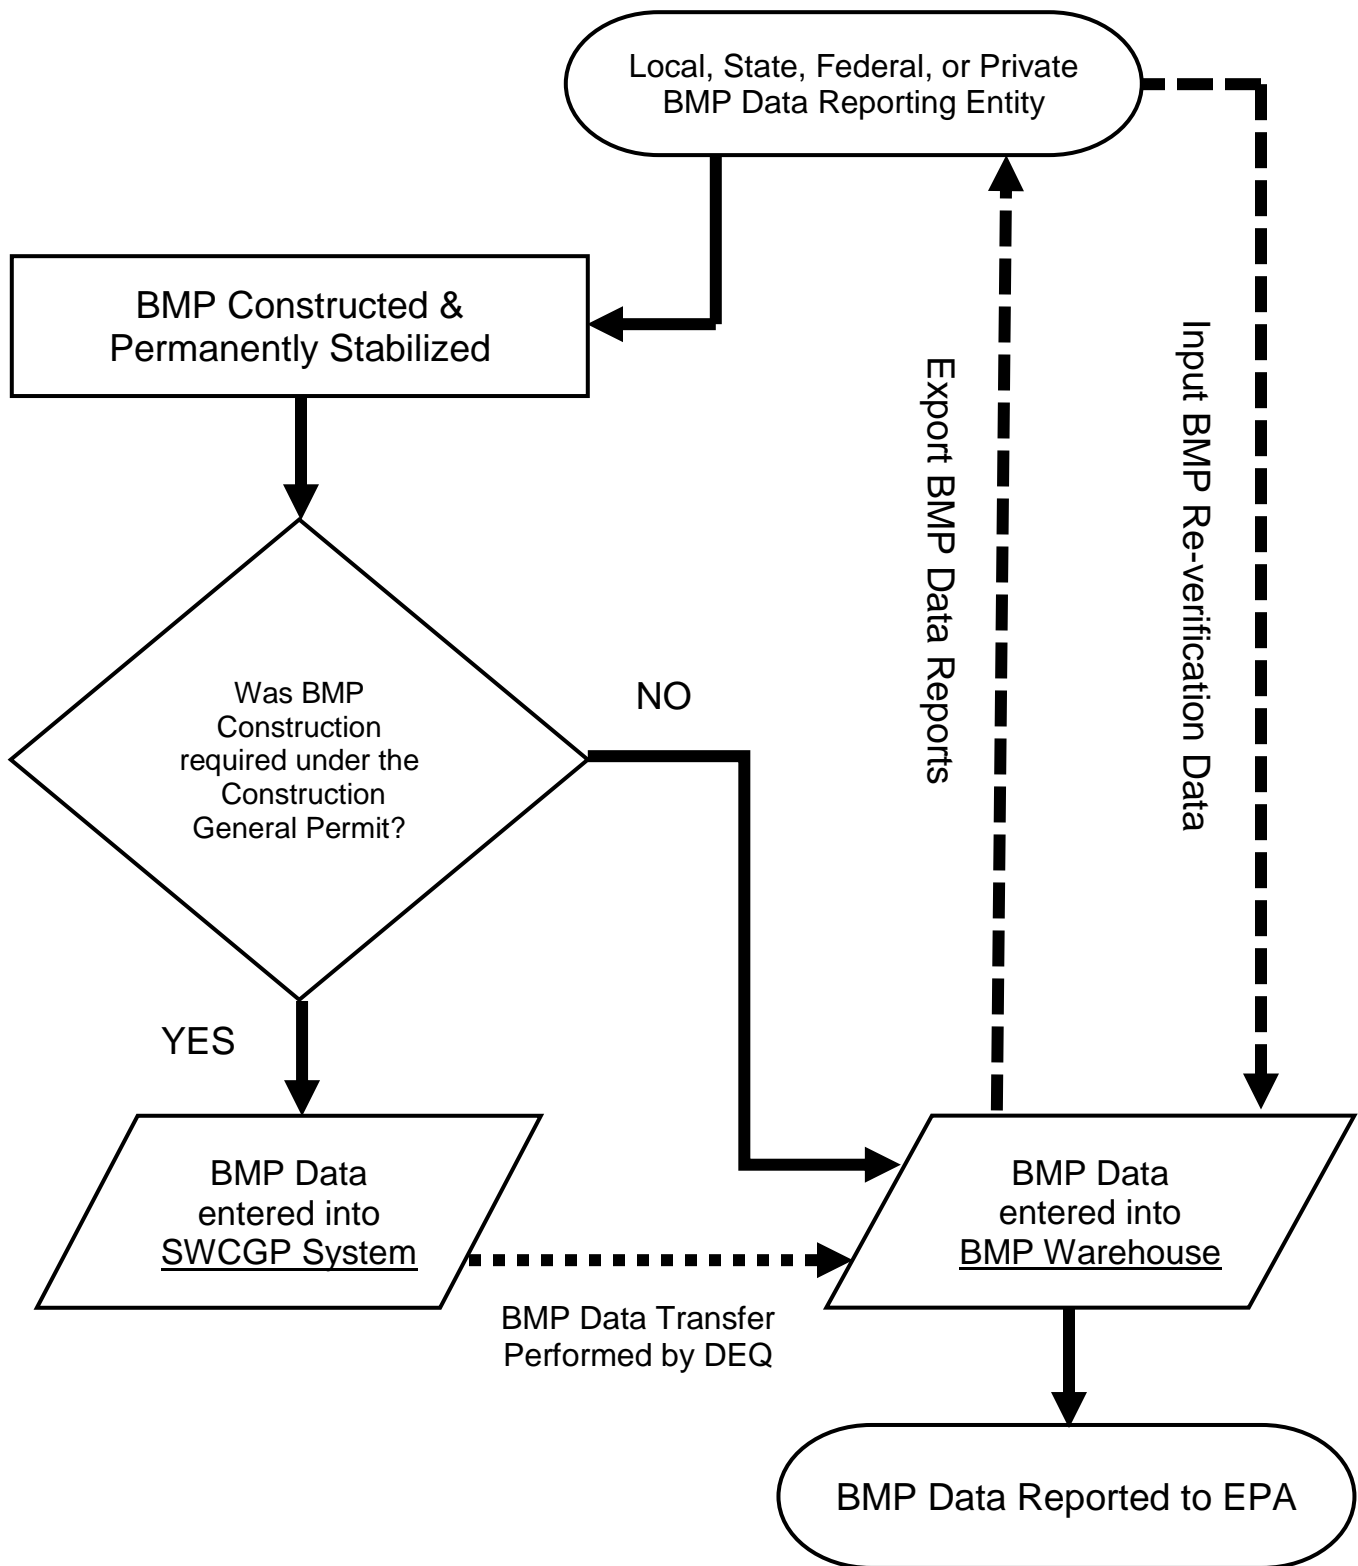 Local, State, Federal, or Private
BMP Data Reporting Entity
BMP Constructed &
Permanently Stabilized
Export BMP Data Reports
Input BMP Re-verification Data
Was BMP
Construction
required under the
Construction
General Permit?
NO
YES
BMP Data
entered into
SWCGP System
BMP Data Transfer
Performed by DEQ
BMP Data
entered into
BMP Warehouse
BMP Data Reported to EPA